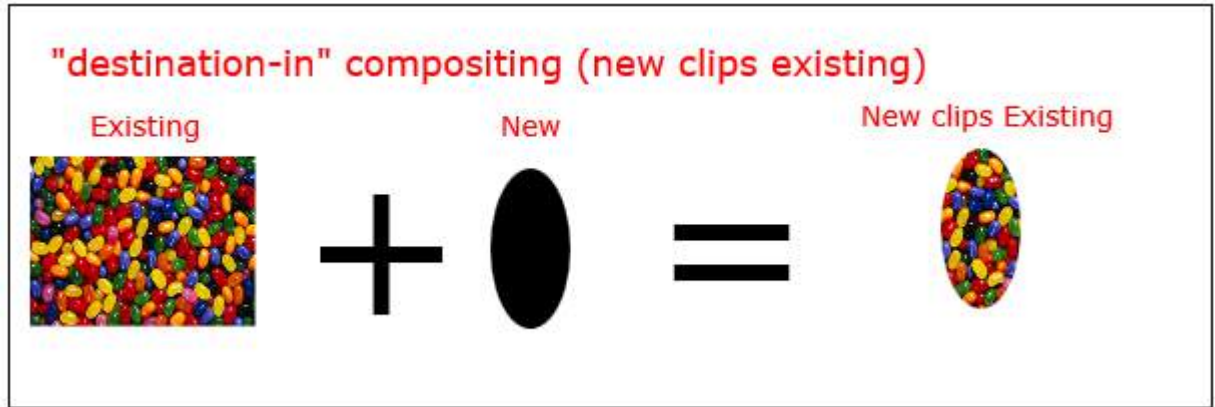 "destination-in" compositing (new clips existing)
Existing
New
New clips Existing